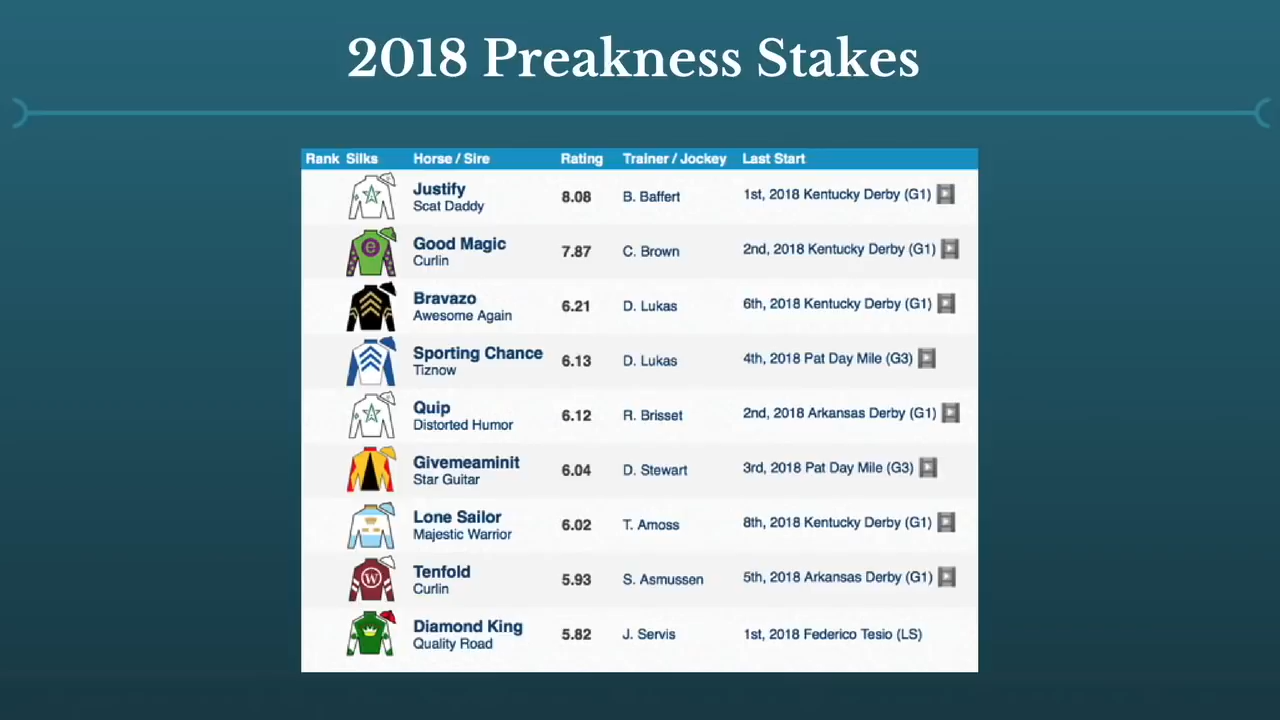 2018 Preakness Stakes
Rank Silks Horse / Sire Rating Trainer / Jockey Last Start
Justify 8.08 B. Baffert 1st, 2018 Kentucky Derby (G1)
Scat Daddy
Good Magic 7.87 C. Brown 2nd, 2018 Kentucky Derby (G1)
Curlin
Bravazo 6.21 D. Lukas 6th, 2018 Kentucky Derby (G1)
Awesome Again
Sporting Chance 6.13 D. Lukas 4th, 2018 Pat Day Mile (G3)
Tiznow
Quip 6.12 R. Brisset 2nd, 2018 Arkansas Derby (G1)
Distorted Humor
Givemeaminit 6.04 D. Stewart 3rd, 2018 Pat Day Mile (G3)
Star Guitar
Lone Sailor 6.02 T. Amoss 8th, 2018 Kentucky Derby (G1)
Majestic Warrior
Tenfold 5.93 S. Asmussen 5th, 2018 Arkansas Derby (G1)
Curlin
Diamond King 5.82 J. Servis 1st, 2018 Federico Tesio (LS)
Quality Road
e
W